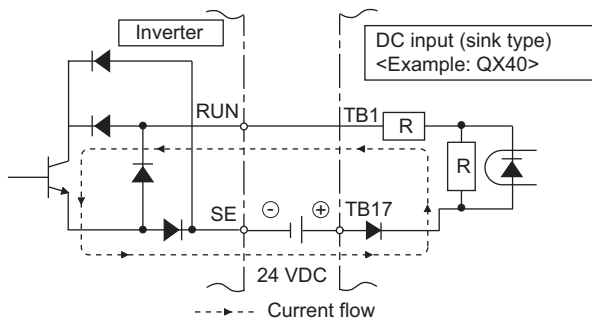 Inverter
DC input (sink type)
<Example: QX40>
RUN
TB1
R
R
SE
⊖
⊕
TB17
24 VDC
Current flow